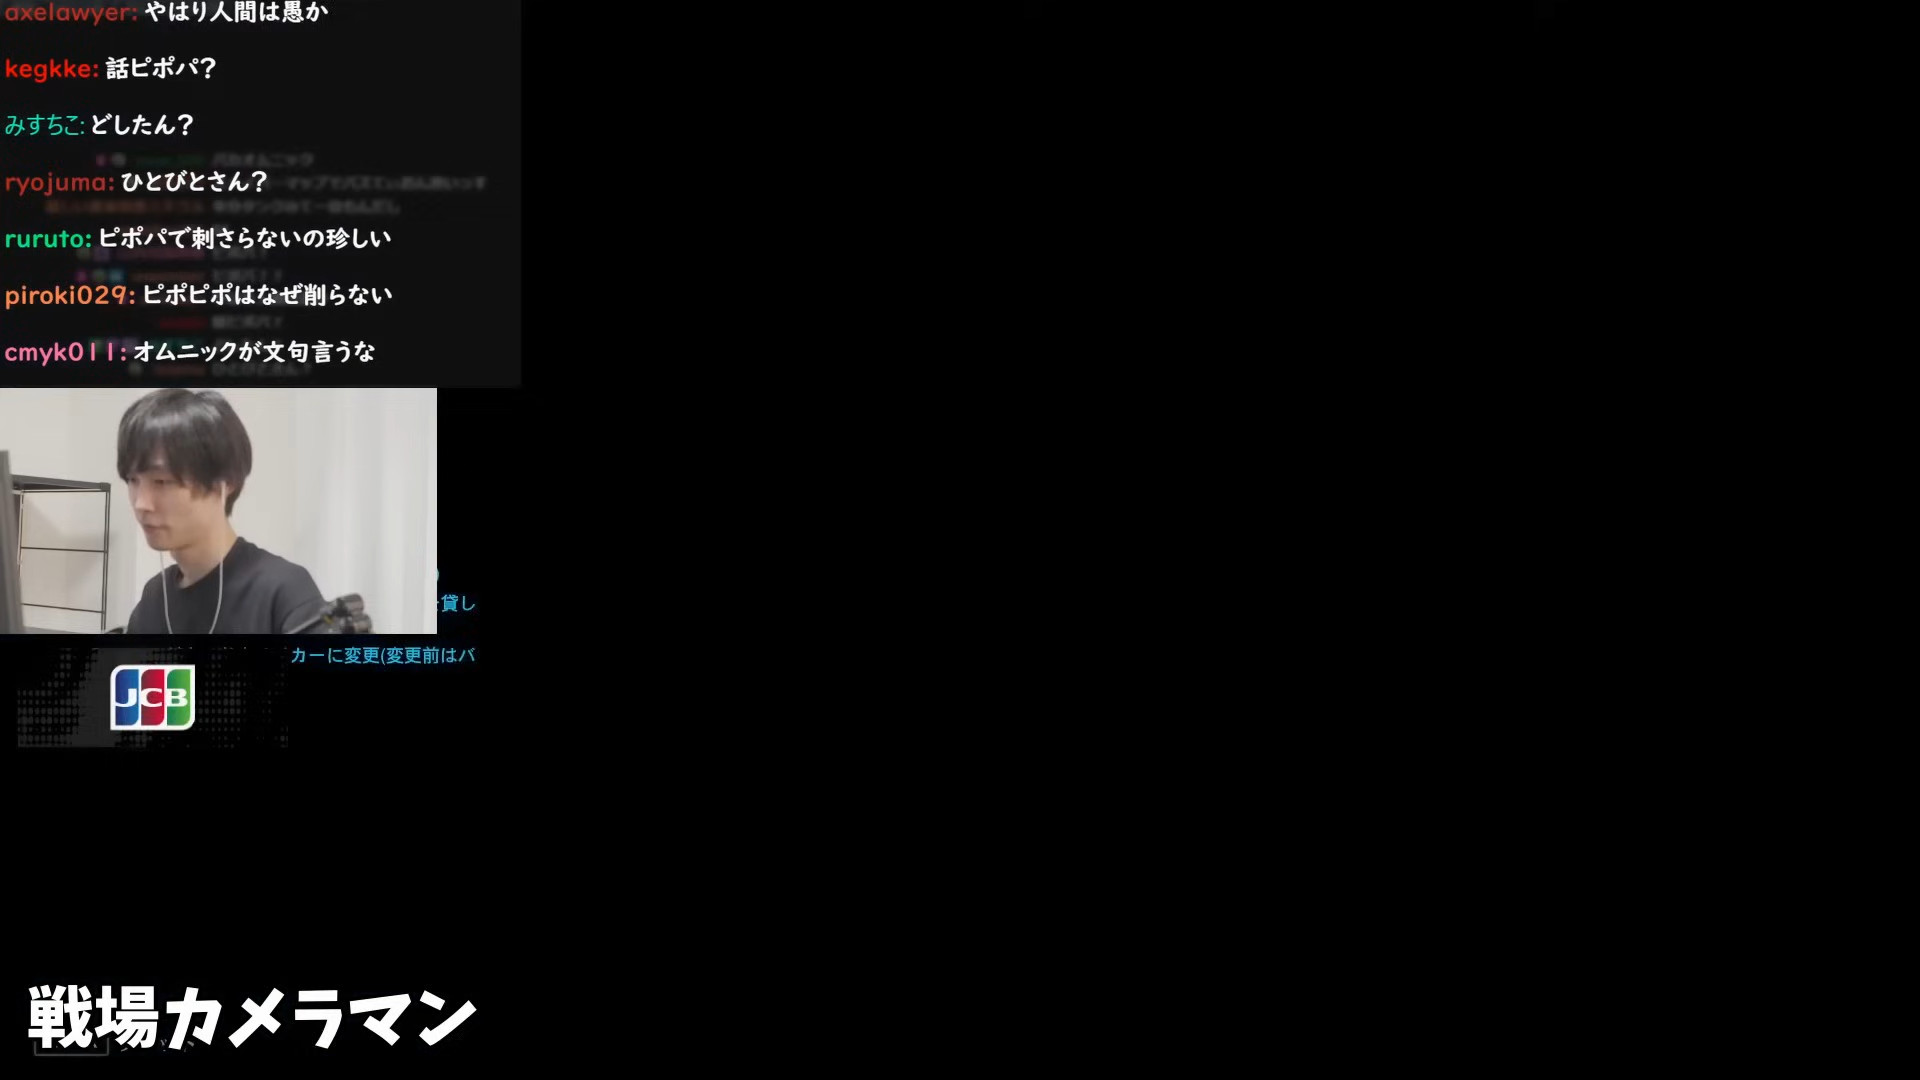 axelawyer: やはり人間は愚か
kegkke: 話ピポパ?
みすちこ: どしたん?
ryojuma: ひとびとさん?
ruruto: ピポパで刺さらないの珍しい
piroki029: ピポピポはなぜ削らない
cmyk011: オムニックが文句言うな
貸し
カーに変更(変更前はバ
JCB
戦場カメラマン